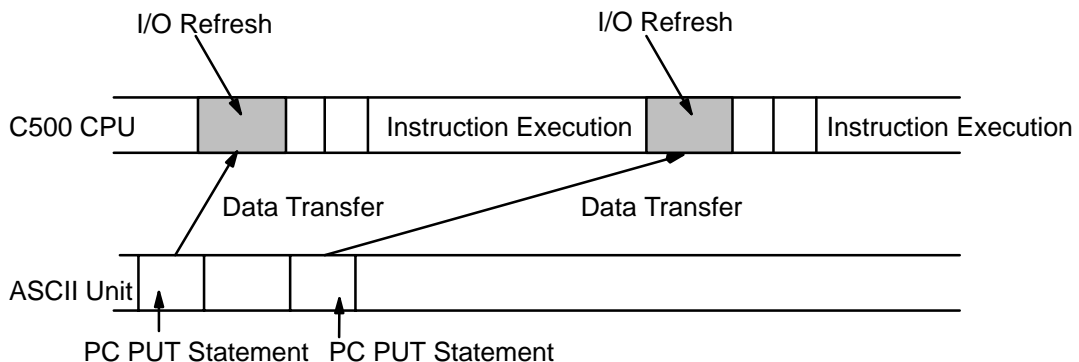 I/O Refresh
I/O Refresh
C500 CPU
Instruction Execution
Instruction Execution
Data Transfer
Data Transfer
ASCII Unit
PC PUT Statement
PC PUT Statement